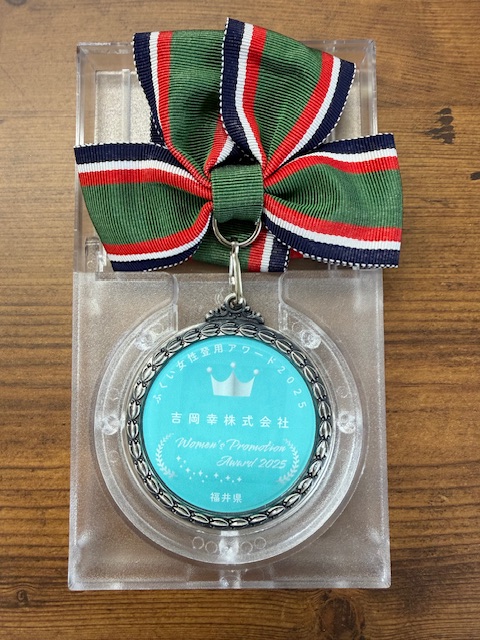 ふくい女性登用アワード2025
吉岡幸株式会社
Women's Promotion
Award 2025
福井県